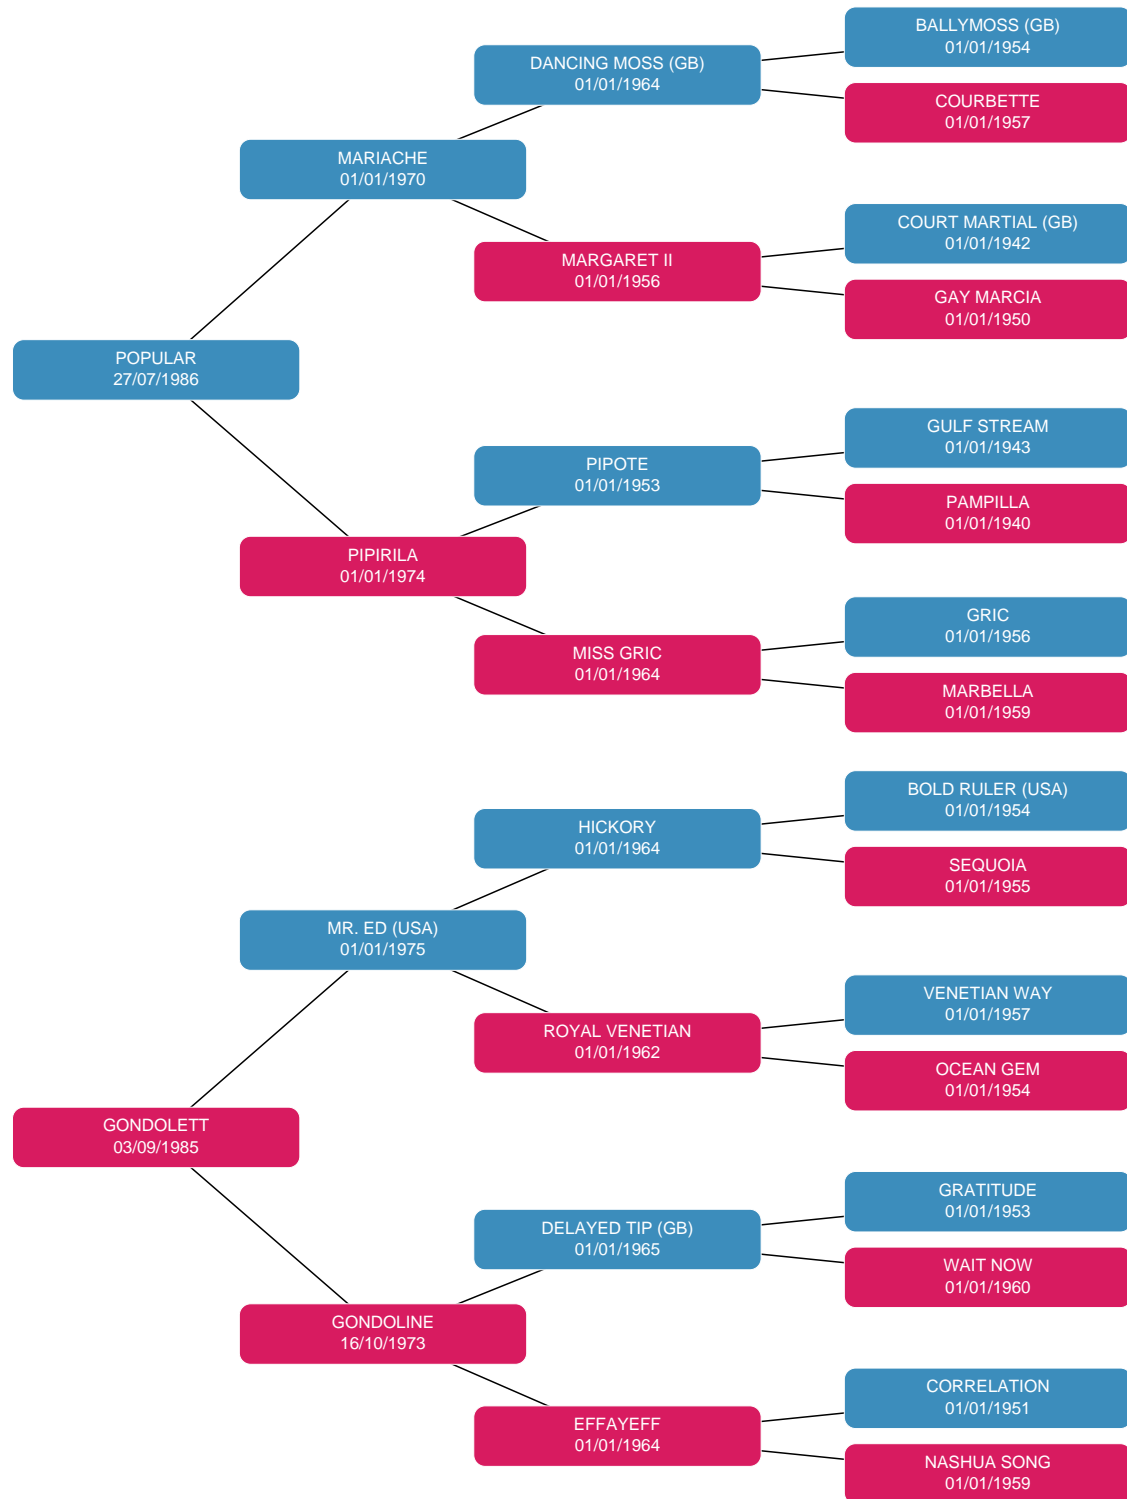 BALLYMOSS (GB)
01/01/1954
DANCING MOSS (GB)
01/01/1964
COURBETTE
01/01/1957
MARIACHE
01/01/1970
COURT MARTIAL (GB)
01/01/1942
MARGARET II
01/01/1956
GAY MARCIA
01/01/1950
POPULAR
27/07/1986
GULF STREAM
01/01/1943
PIPOTE
01/01/1953
PAMPILLA
01/01/1940
PIPIRILA
01/01/1974
GRIC
01/01/1956
MISS GRIC
01/01/1964
MARBELLA
01/01/1959
BOLD RULER (USA)
01/01/1954
HICKORY
01/01/1964
SEQUOIA
01/01/1955
MR. ED (USA)
01/01/1975
VENETIAN WAY
01/01/1957
ROYAL VENETIAN
01/01/1962
OCEAN GEM
01/01/1954
GONDOLETT
03/09/1985
GRATITUDE
01/01/1953
DELAYED TIP (GB)
01/01/1965
WAIT NOW
01/01/1960
GONDOLINE
16/10/1973
CORRELATION
01/01/1951
EFFAYEFF
01/01/1964
NASHUA SONG
01/01/1959